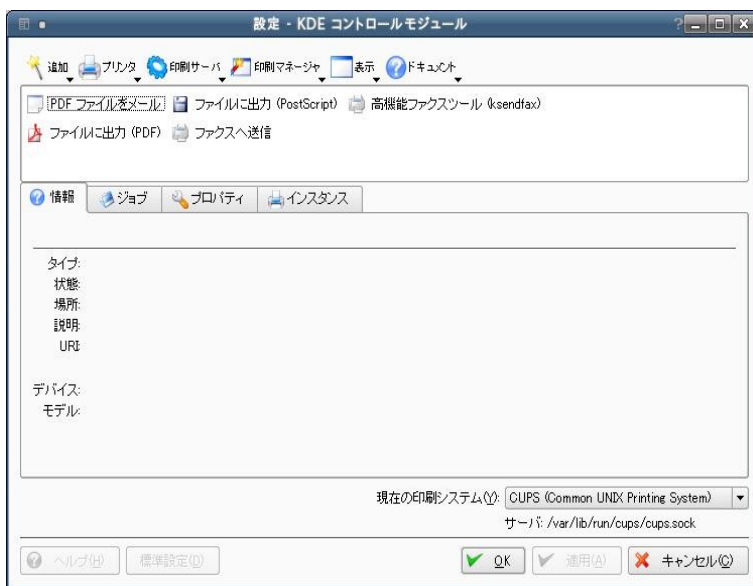 設定 - KDE コントロールモジュール
追加 プリンタ 印刷サーバ 印刷マネージャ 表示 ドキュメント
PDF ファイルをメール ファイルに出力 (PostScript) 高機能ファクスツール (ksendfax)
ファイルに出力 (PDF) ファクスへ送信
情報 ジョブ プロパティ インスタンス
タイプ:
状態:
場所:
説明:
URI:
デバイス:
モデル:
現在の印刷システム(Y): CUPS (Common UNIX Printing System)
サーバ: /var/lib/run/cups/cups.sock
ヘルプ(H) 標準設定(D) OK 適用(A) キャンセル(C)